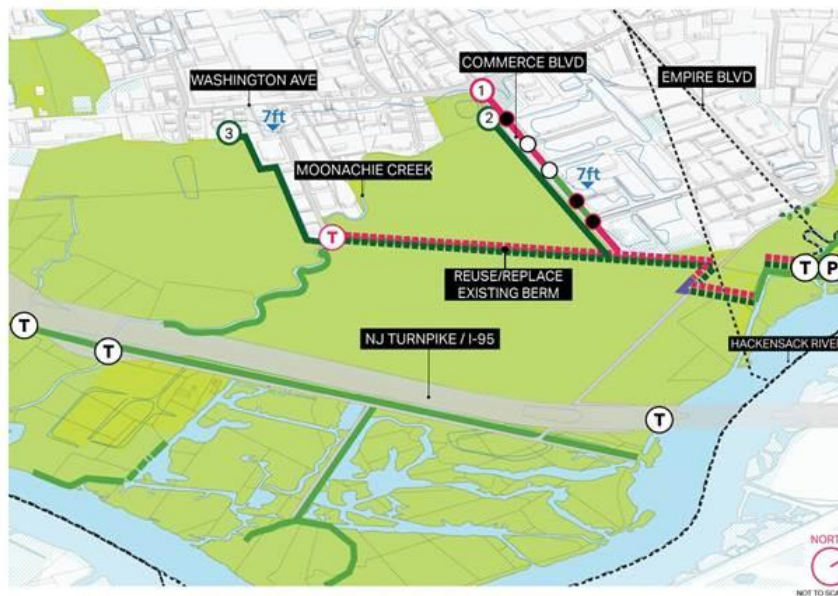 COMMERCE BLVD
WASHINGTON AVE
EMPIRE BLVD
1
7ft
2
3
MOONACHIE CREEK
7ft
T
T
P
REUSE/REPLACE
EXISTING BERM
T
NJ TURNPIKE / I-95
HACKENSACK RIVER
T
T
NORT
NOT TO SC